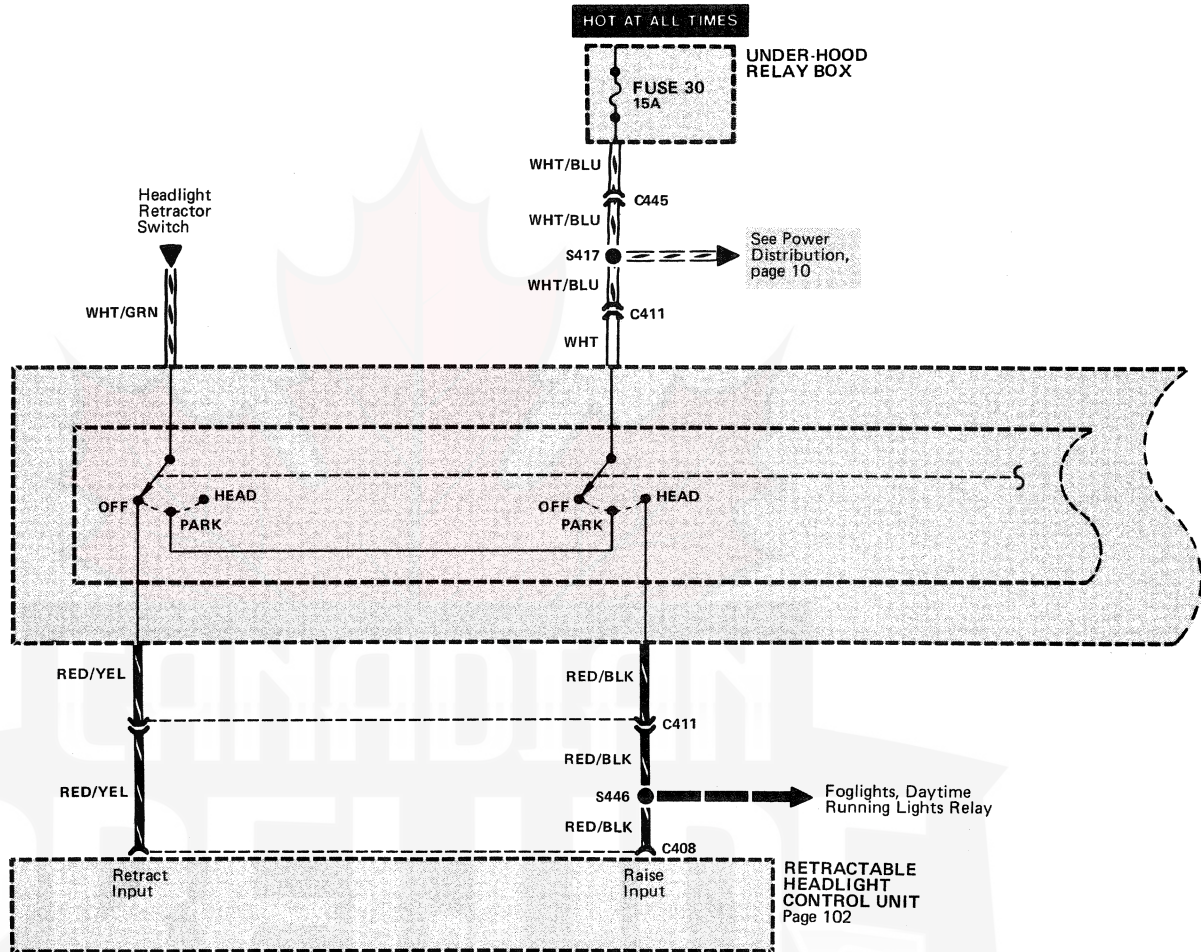 HOT AT ALL TIMES
UNDER-HOOD
RELAY BOX
FUSE 30
15A
WHT/BLU
C445
Headlight
Retractor
Switch
WHT/BLU
S417
See Power
Distribution,
page 10
WHT/BLU
WHT/GRN
C411
WHT
OFF
HEAD
PARK
OFF
HEAD
PARK
RED/YEL
RED/BLK
C411
RED/BLK
RED/YEL
S446
Foglights, Daytime
Running Lights Relay
RED/BLK
C408
Retract
Input
Raise
Input
RETRACTABLE
HEADLIGHT
CONTROL UNIT
Page 102
CANADIAN
PRELUDE